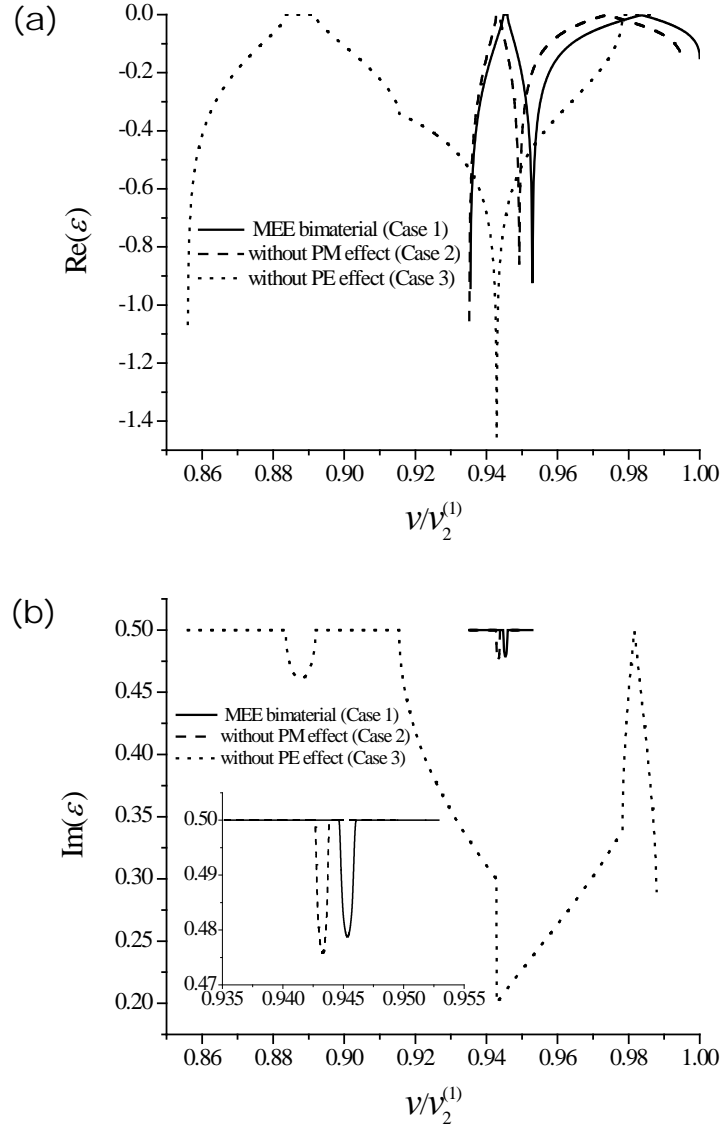 (a)
0.0
-0.2
-0.4
-0.6
-0.8
-1.0
-1.2
-1.4
Re(ε)
MEE bimaterial (Case 1)
without PM effect (Case 2)
without PE effect (Case 3)
0.86 0.88 0.90 0.92 0.94 0.96 0.98 1.00
v/v₂⁽¹⁾
(b)
0.50
0.45
0.40
0.35
0.30
0.25
0.20
Im(ε)
MEE bimaterial (Case 1)
without PM effect (Case 2)
without PE effect (Case 3)
0.50
0.49
0.48
0.47
0.935 0.940 0.945 0.950 0.955
0.86 0.88 0.90 0.92 0.94 0.96 0.98 1.00
v/v₂⁽¹⁾